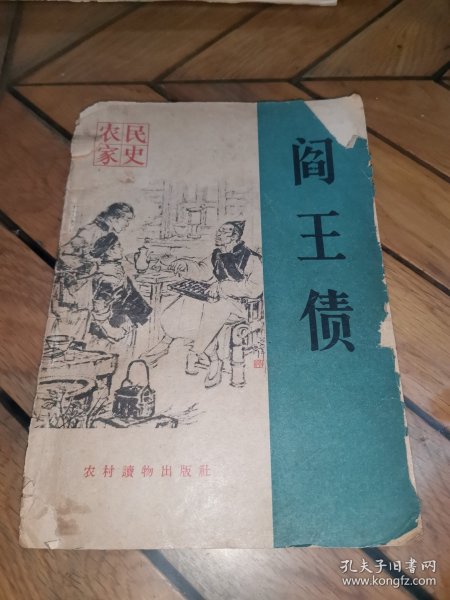 农民
家史
阎王债
农村讀物出版社
孔夫子旧书网
www.kongfz.com